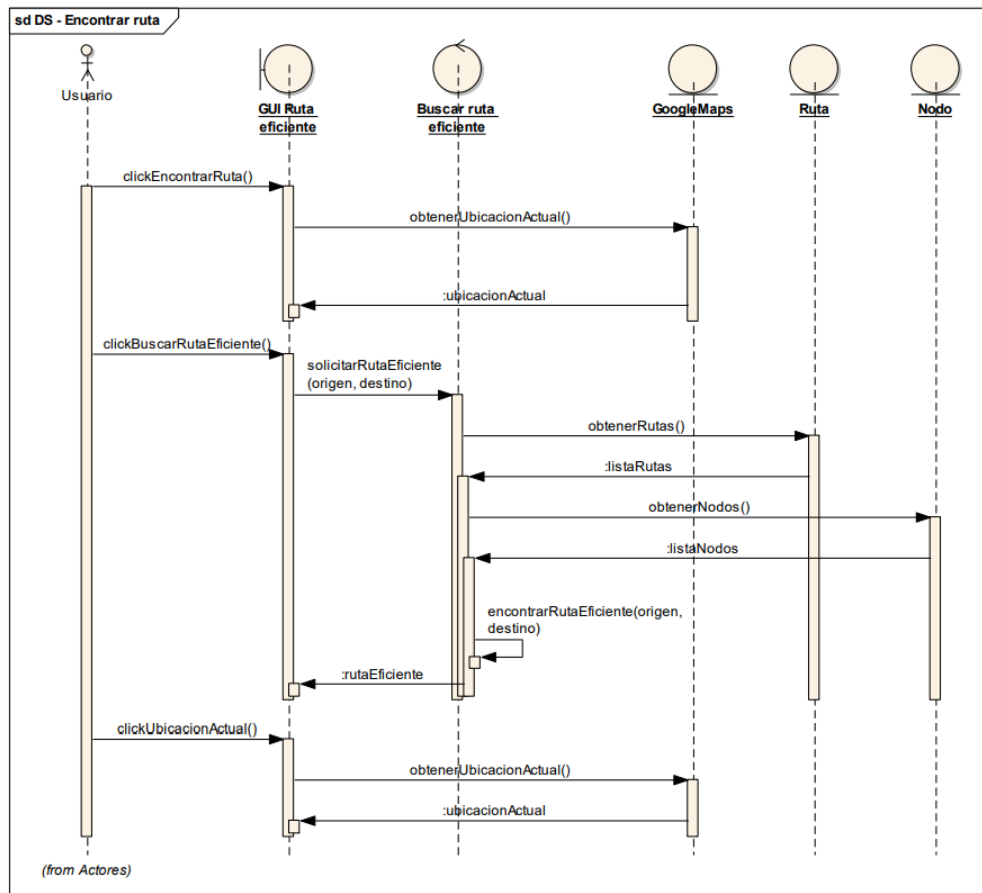 sd DS - Encontrar ruta
Usuario
GUI Ruta
eficiente
Buscar ruta
eficiente
GoogleMaps
Ruta
Nodo
clickEncontrarRuta()
obtenerUbicacionActual()
:ubicacionActual
clickBuscarRutaEficiente()
solicitarRutaEficiente
(origen, destino)
obtenerRutas()
:listaRutas
obtenerNodos()
:listaNodos
encontrarRutaEficiente(origen,
destino)
:rutaEficiente
clickUbicacionActual()
obtenerUbicacionActual()
:ubicacionActual
(from Actores)